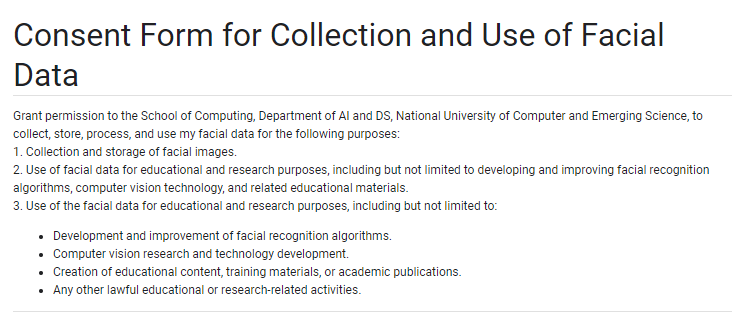 Consent Form for Collection and Use of Facial
Data
Grant permission to the School of Computing, Department of AI and DS, National University of Computer and Emerging Science, to
collect, store, process, and use my facial data for the following purposes:
1. Collection and storage of facial images.
2. Use of facial data for educational and research purposes, including but not limited to developing and improving facial recognition
algorithms, computer vision technology, and related educational materials.
3. Use of the facial data for educational and research purposes, including but not limited to:
• Development and improvement of facial recognition algorithms.
• Computer vision research and technology development.
• Creation of educational content, training materials, or academic publications.
• Any other lawful educational or research-related activities.